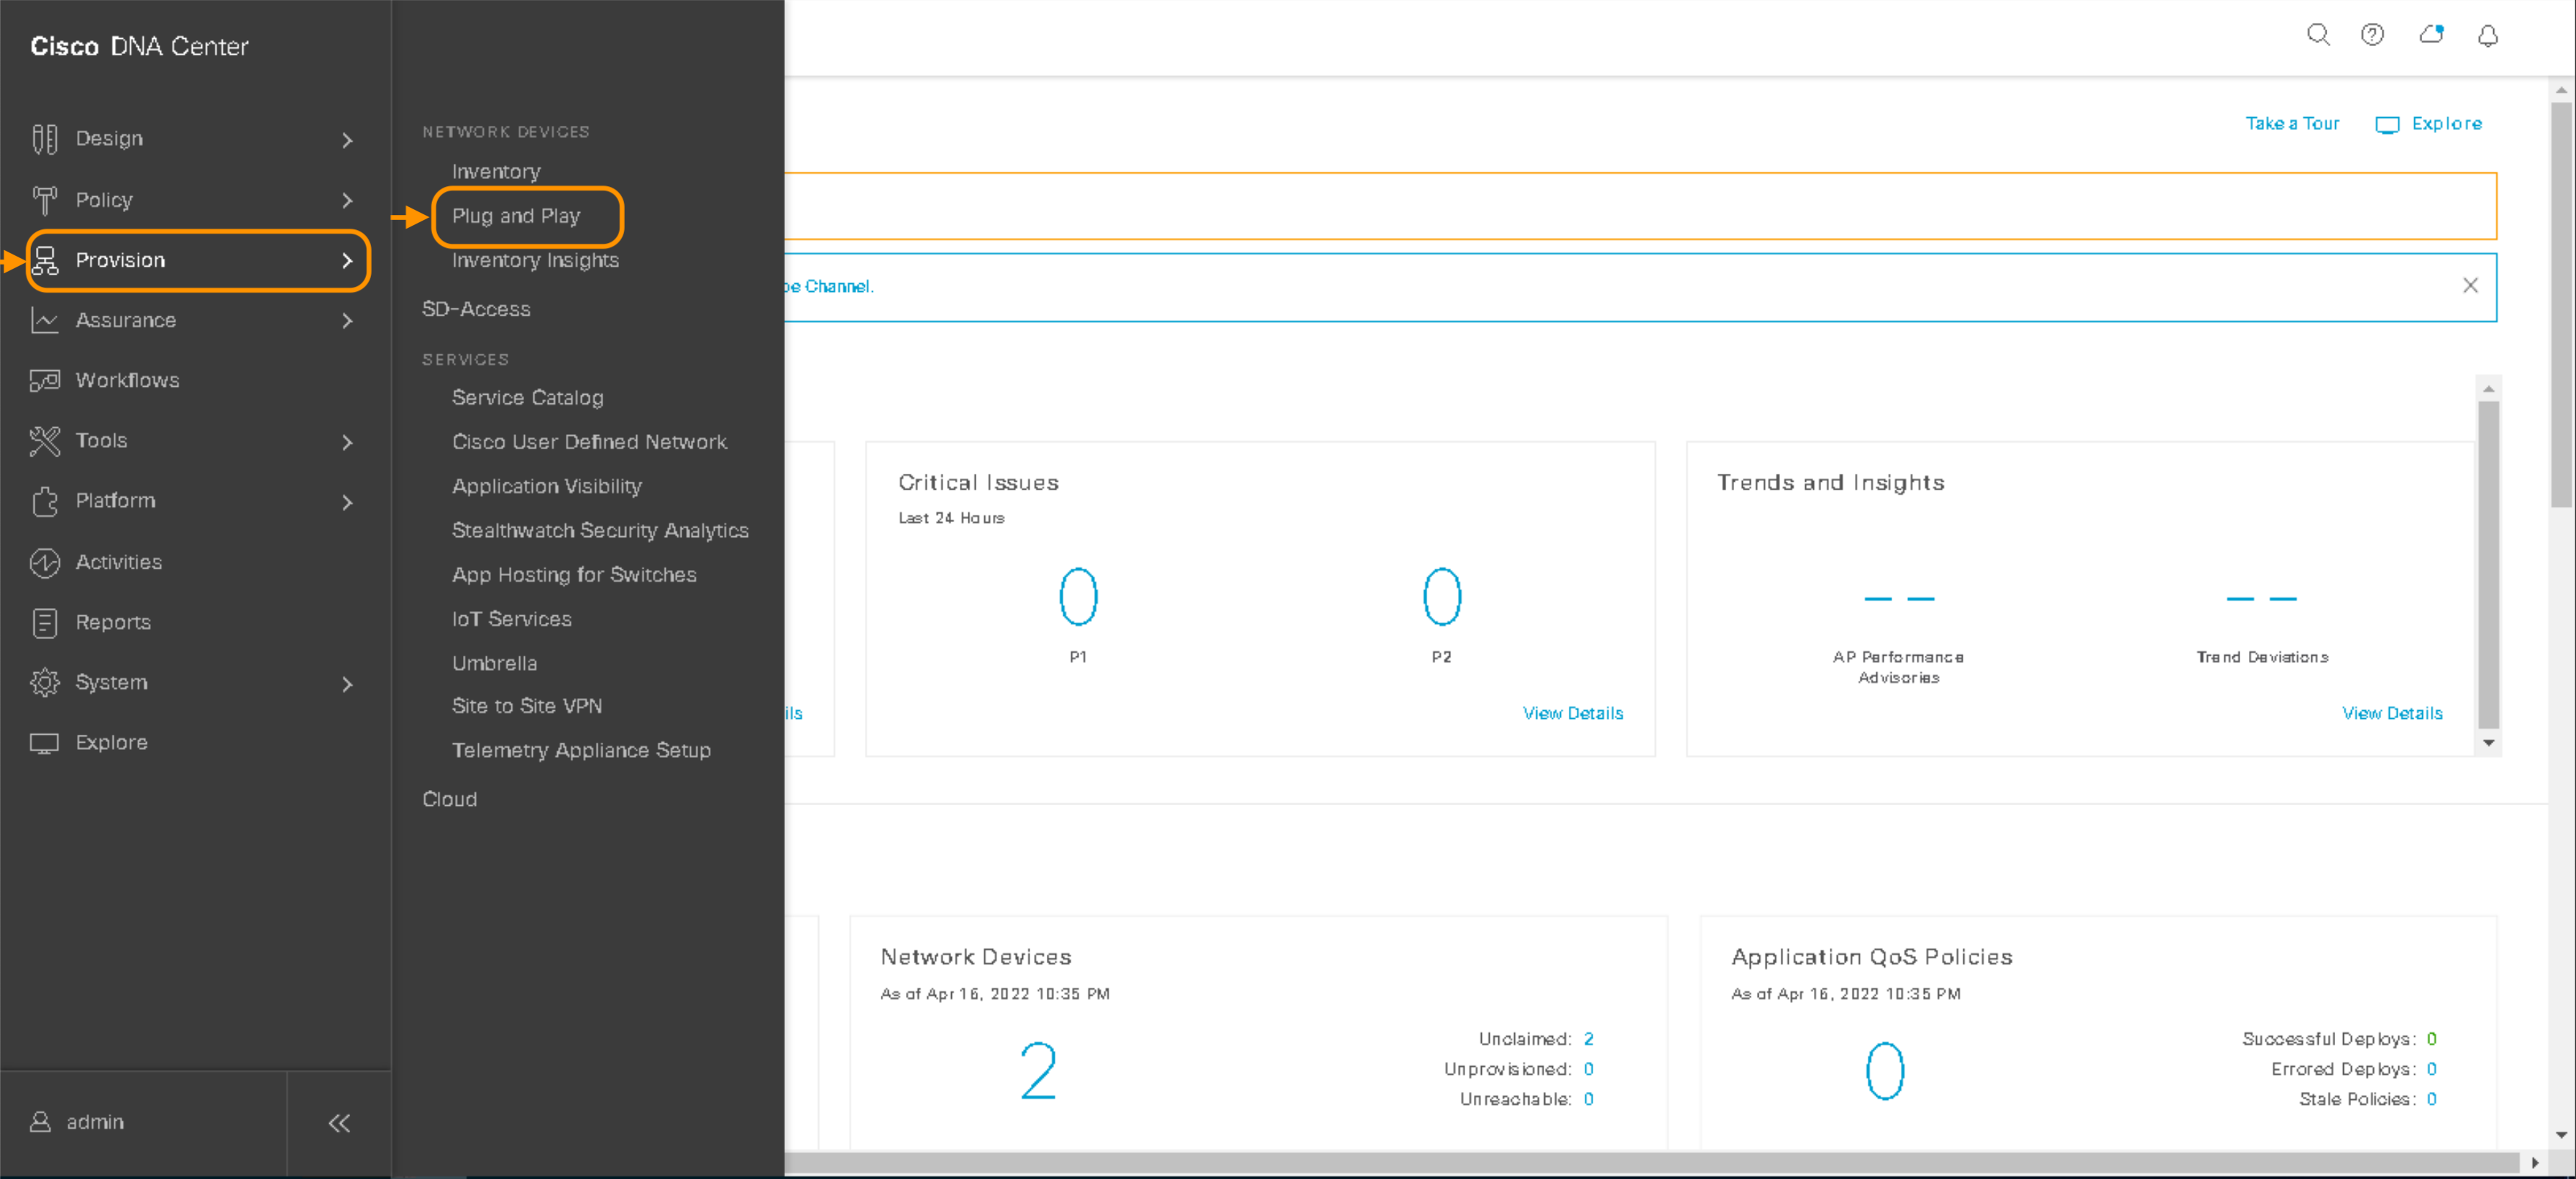 Cisco DNA Center
Design
Policy
Provision
Assurance
Workflows
Tools
Platform
Activities
Reports
System
Explore
admin
NETWORK DEVICES
Inventory
Plug and Play
Inventory Insights
SD-Access
SERVICES
Service Catalog
Cisco User Defined Network
Application Visibility
Stealthwatch Security Analytics
App Hosting for Switches
IoT Services
Umbrella
Site to Site VPN
Telemetry Appliance Setup
Cloud
Take a Tour
Explore
Channel.
Critical Issues
Last 24 Hours
0
0
P1
P2
View Details
Trends and Insights
-- --
AP Performance
Advisories
Trend Deviations
View Details
Network Devices
As of Apr 16, 2022 10:35 PM
2
Unclaimed: 2
Unprovisioned: 0
Unreachable: 0
Application QoS Policies
As of Apr 16, 2022 10:35 PM
0
Successful Deploys: 0
Errored Deploys: 0
Stale Policies: 0